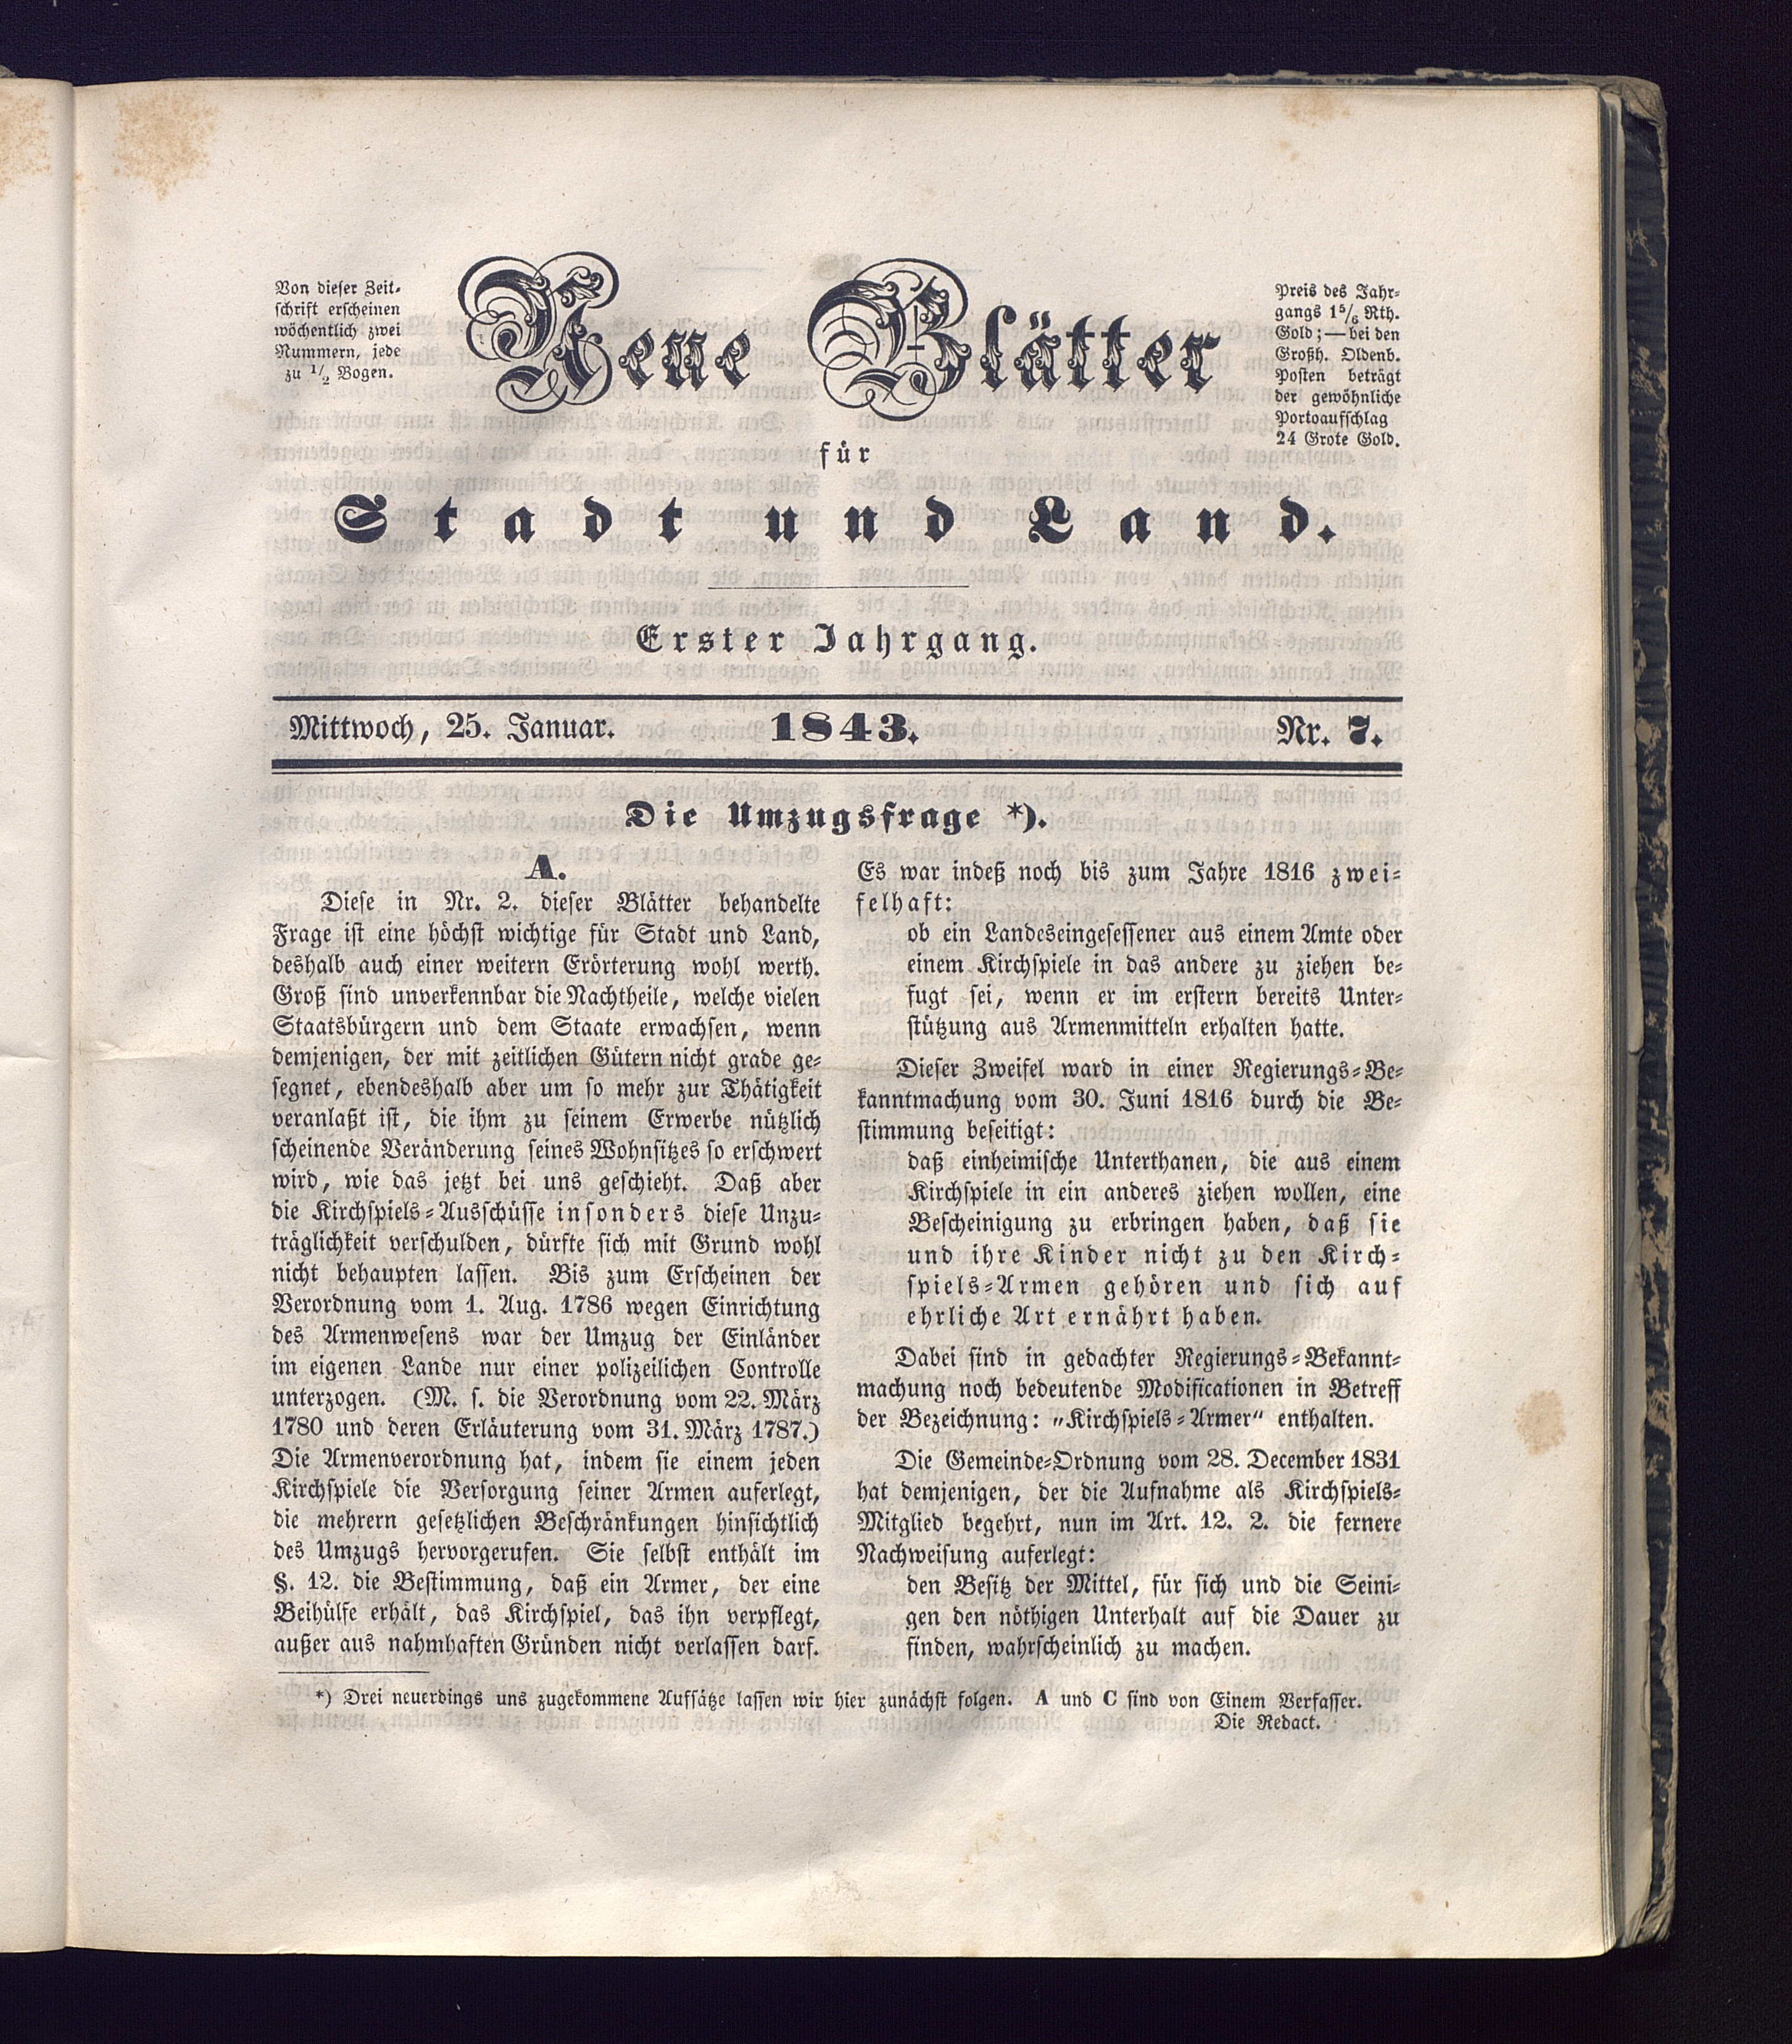 Von dieser Zeit-
schrift erscheinen
wöchentlich zwei
Nummern, jede
zu 1/2 Bogen.
Neue Blätter
Preis des Jahr-
gangs 1 5/6 Rth.
Gold; — bei den
Großh. Oldenb.
Posten beträgt
der gewöhnliche
Portoaufschlag
24 Grote Gold.
für
Stadt und Land.
Erster Jahrgang.
Mittwoch, 25. Januar. 1843. Nr. 7.
Die Umzugsfrage *).
A.
Diese in Nr. 2. dieser Blätter behandelte
Frage ist eine höchst wichtige für Stadt und Land,
deshalb auch einer weitern Erörterung wohl werth.
Groß sind unverkennbar die Nachtheile, welche vielen
Staatsbürgern und dem Staate erwachsen, wenn
demjenigen, der mit zeitlichen Gütern nicht grade ge-
segnet, ebendeshalb aber um so mehr zur Thätigkeit
veranlaßt ist, die ihm zu seinem Erwerbe nützlich
scheinende Veränderung seines Wohnsitzes so erschwert
wird, wie das jetzt bei uns geschieht. Daß aber
die Kirchspiels-Ausschüsse insonders diese Unzu-
träglichkeit verschulden, dürfte sich mit Grund wohl
nicht behaupten lassen. Bis zum Erscheinen der
Verordnung vom 1. Aug. 1786 wegen Einrichtung
des Armenwesens war der Umzug der Einländer
im eigenen Lande nur einer polizeilichen Controlle
unterzogen. (M. s. die Verordnung vom 22. März
1780 und deren Erläuterung vom 31. März 1787.)
Die Armenverordnung hat, indem sie einem jeden
Kirchspiele die Versorgung seiner Armen auferlegt,
die mehrern gesetzlichen Beschränkungen hinsichtlich
des Umzugs hervorgerufen. Sie selbst enthält im
§. 12. die Bestimmung, daß ein Armer, der eine
Beihülfe erhält, das Kirchspiel, das ihn verpflegt,
außer aus nahmhaften Gründen nicht verlassen darf.
Es war indeß noch bis zum Jahre 1816 zwei-
felhaft:
ob ein Landeseingesessener aus einem Amte oder
einem Kirchspiele in das andere zu ziehen be-
fugt sei, wenn er im erstern bereits Unter-
stützung aus Armenmitteln erhalten hatte.
Dieser Zweifel ward in einer Regierungs-Be-
kanntmachung vom 30. Juni 1816 durch die Be-
stimmung beseitigt:
daß einheimische Unterthanen, die aus einem
Kirchspiele in ein anderes ziehen wollen, eine
Bescheinigung zu erbringen haben, daß sie
und ihre Kinder nicht zu den Kirch-
spiels-Armen gehören und sich auf
ehrliche Art ernährt haben.
Dabei sind in gedachter Regierungs-Bekannt-
machung noch bedeutende Modificationen in Betreff
der Bezeichnung: „Kirchspiels-Armer“ enthalten.
Die Gemeinde-Ordnung vom 28. December 1831
hat demjenigen, der die Aufnahme als Kirchspiels-
Mitglied begehrt, nun im Art. 12. 2. die fernere
Nachweisung auferlegt:
den Besitz der Mittel, für sich und die Seini-
gen den nöthigen Unterhalt auf die Dauer zu
finden, wahrscheinlich zu machen.
*) Drei neuerdings uns zugekommene Aufsätze lassen wir hier zunächst folgen. A und C sind von Einem Verfasser.
Die Redact.